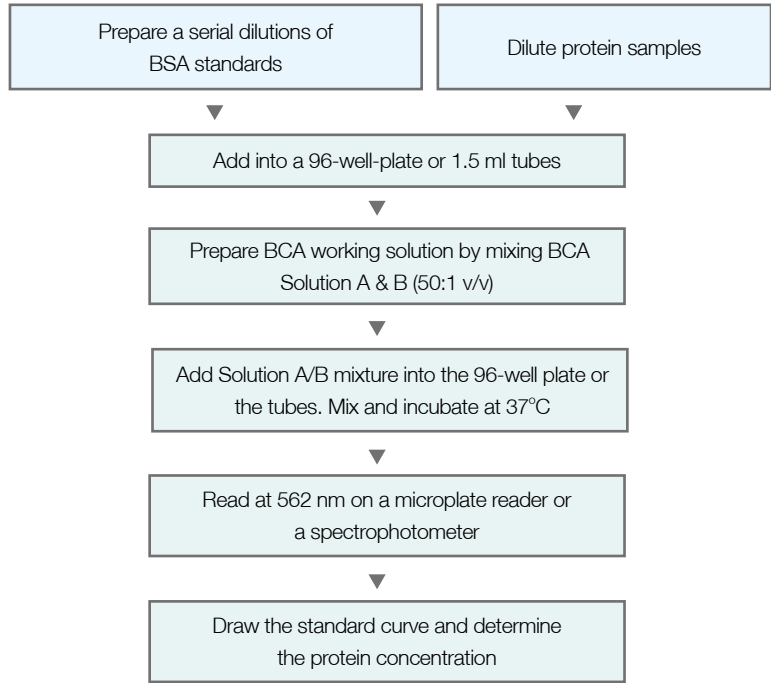 Prepare a serial dilutions of
BSA standards
Dilute protein samples
Add into a 96-well-plate or 1.5 ml tubes
Prepare BCA working solution by mixing BCA
Solution A & B (50:1 v/v)
Add Solution A/B mixture into the 96-well plate or
the tubes. Mix and incubate at 37°C
Read at 562 nm on a microplate reader or
a spectrophotometer
Draw the standard curve and determine
the protein concentration